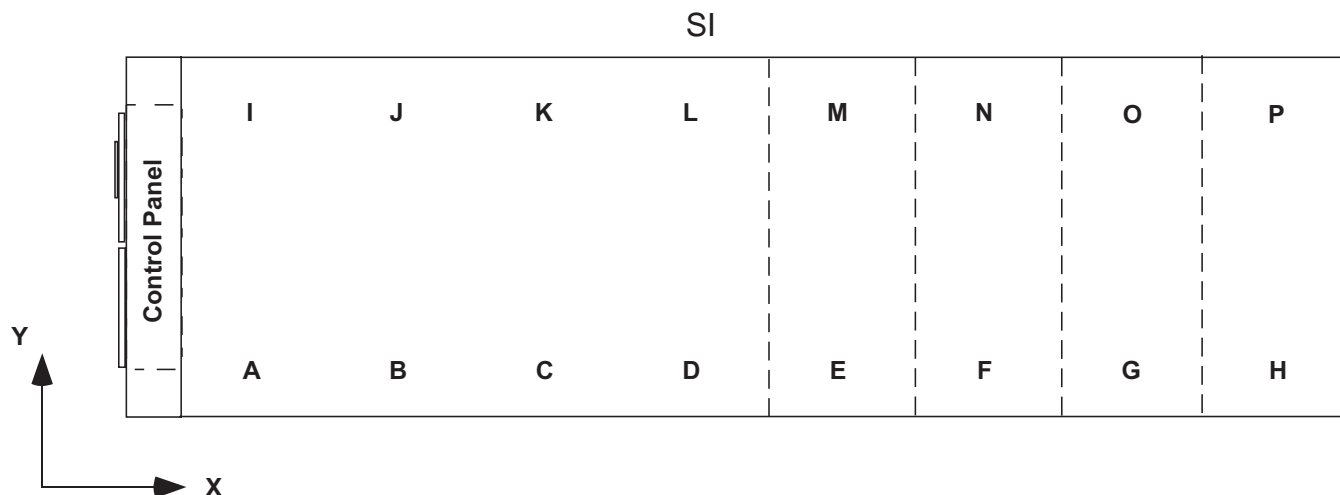 SI
I J K L M N O P
Control Panel
A B C D E F G H
Y
X